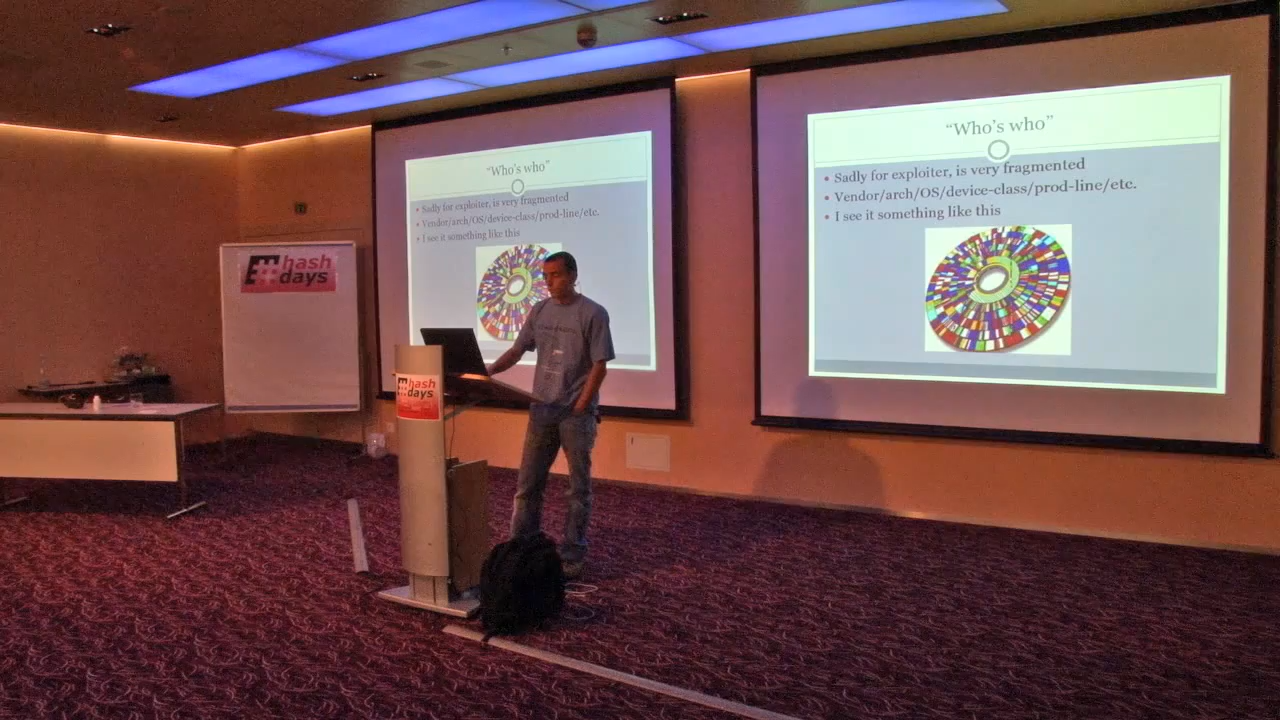 hash
days
hash
days
"Who's who"
Sadly for exploiter, is very fragmented
Vendor/arch/OS/device-class/prod-line/etc.
I see it something like this
"Who's who"
Sadly for exploiter, is very fragmented
Vendor/arch/OS/device-class/prod-line/etc.
I see it something like this